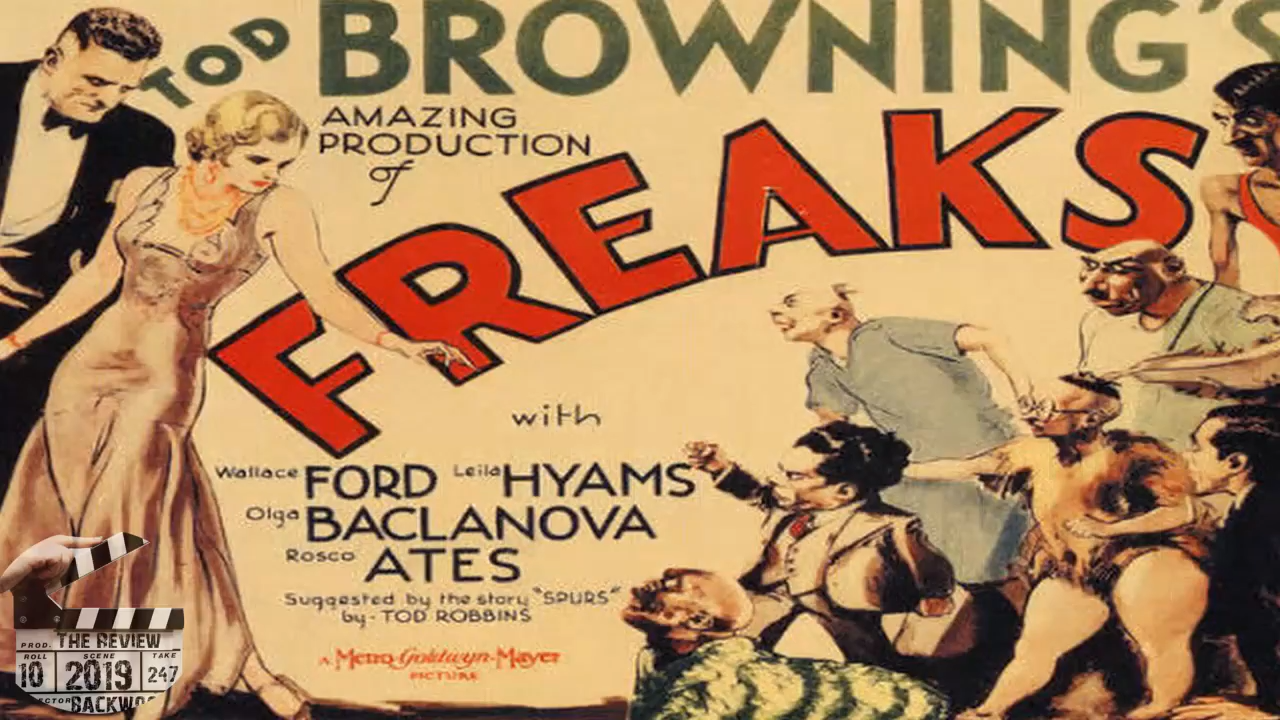 TOD BROWNING'S
AMAZING
PRODUCTION
of
FREAKS
with
Wallace FORD Leila HYAMS
Olga BACLANOVA
Rosco ATES
Suggested by the story "SPURS"
by - TOD ROBBINS
A Metro-Goldwyn-Mayer
PICTURE
PROD. THE REVIEW
ROLL SCENE TAKE
10 2019 247